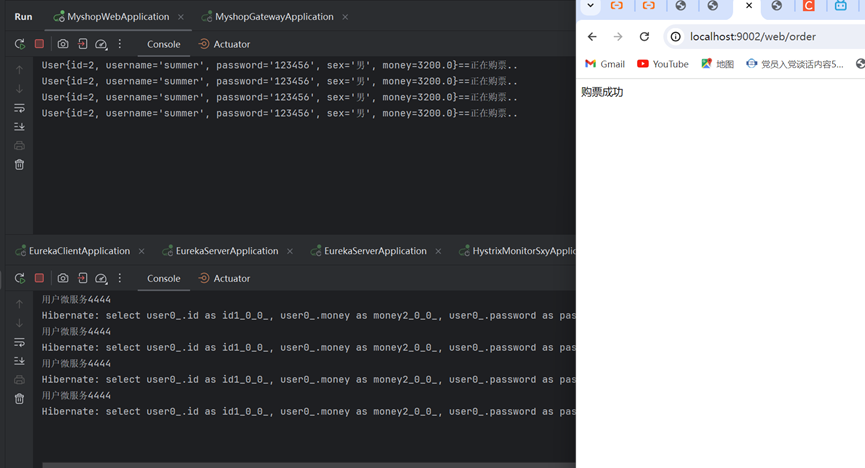 Run MyshopWebApplication MyshopGatewayApplication
Console Actuator
User{id=2, username='summer', password='123456', sex='男', money=3200.0}==正在购票..
User{id=2, username='summer', password='123456', sex='男', money=3200.0}==正在购票..
User{id=2, username='summer', password='123456', sex='男', money=3200.0}==正在购票..
User{id=2, username='summer', password='123456', sex='男', money=3200.0}==正在购票..
EurekaClientApplication EurekaServerApplication EurekaServerApplication HystrixMonitorSxyApplic
Console Actuator
用户微服务4444
Hibernate: select user0_.id as id1_0_0_, user0_.money as money2_0_0_, user0_.password as pas
用户微服务4444
Hibernate: select user0_.id as id1_0_0_, user0_.money as money2_0_0_, user0_.password as pas
用户微服务4444
Hibernate: select user0_.id as id1_0_0_, user0_.money as money2_0_0_, user0_.password as pas
用户微服务4444
Hibernate: select user0_.id as id1_0_0_, user0_.money as money2_0_0_, user0_.password as pas
localhost:9002/web/order
Gmail YouTube 地图 党员入党谈话内容5...
购票成功